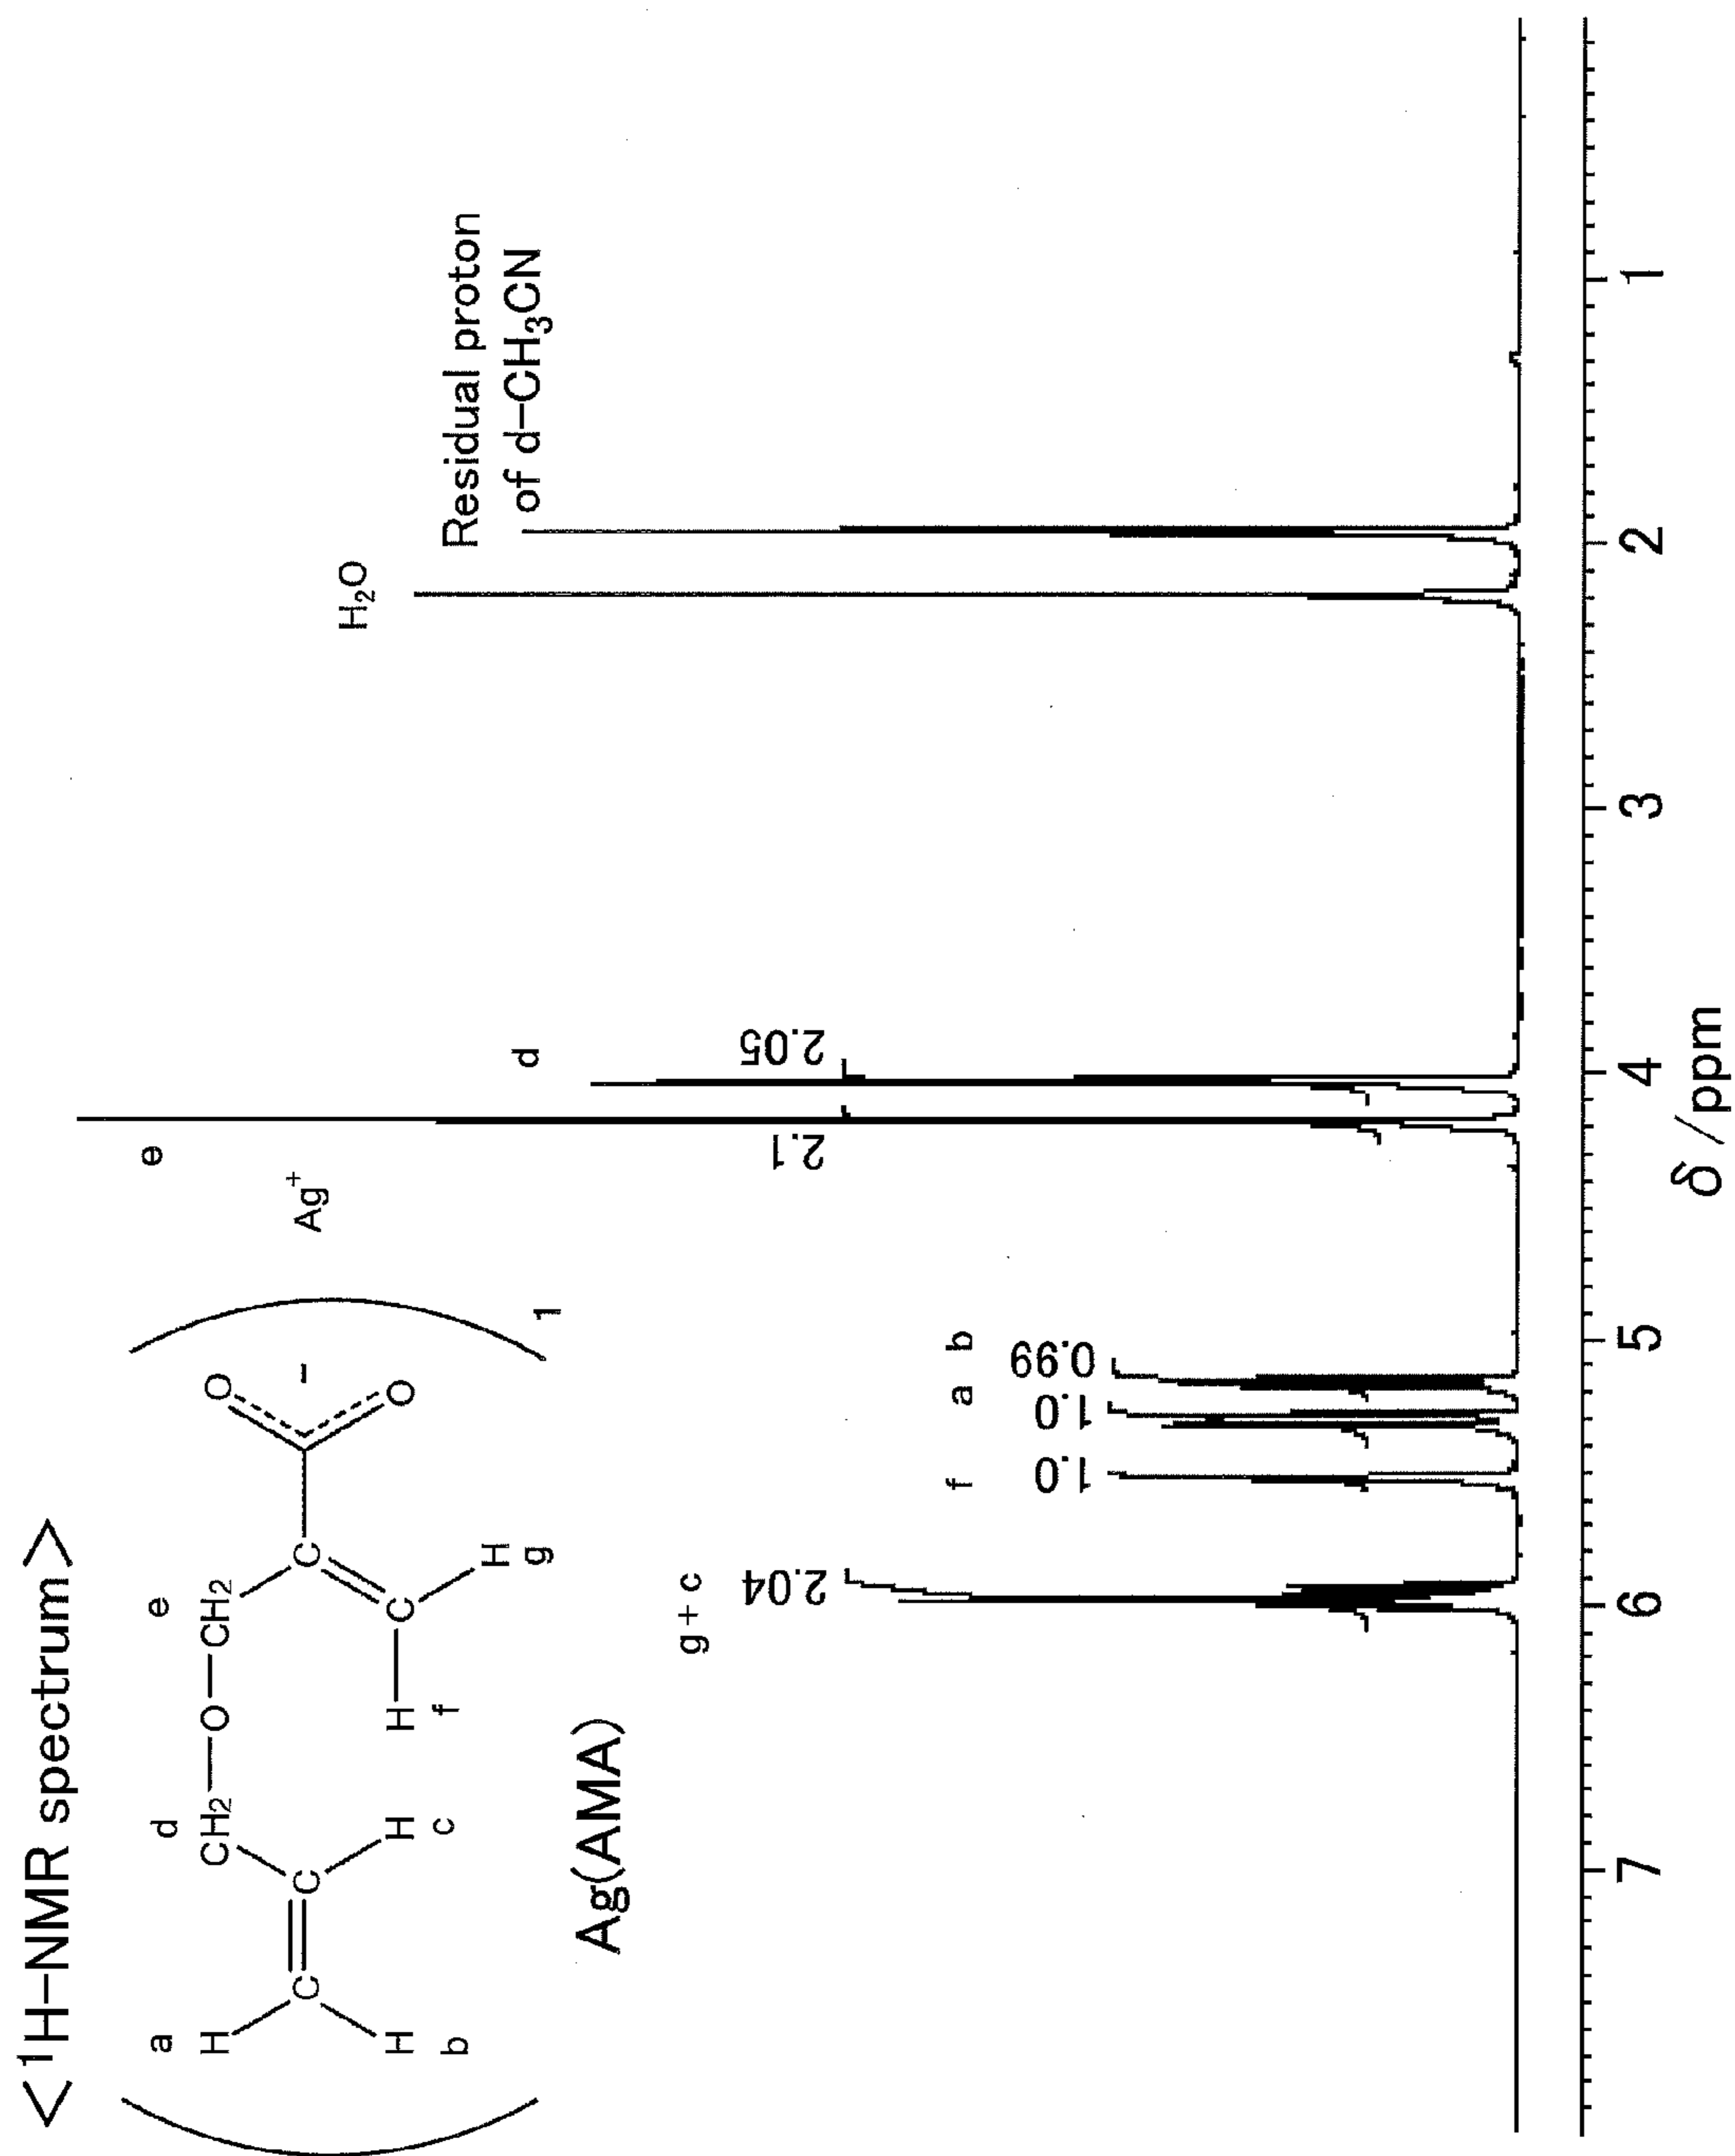 <¹H-NMR spectrum>
a
d
e
H
CH₂
O
CH₂
O
C
C
C
C
−
Ag⁺
H
H
H
C
O
b
c
f
H
g
1
Ag(AMA)
e
d
H₂O
Residual proton
of d-CH₃CN
g+c
f
a
b
2.04
1.0
1.0
0.99
2.1
2.05
7
6
5
4
3
2
1
δ/ppm